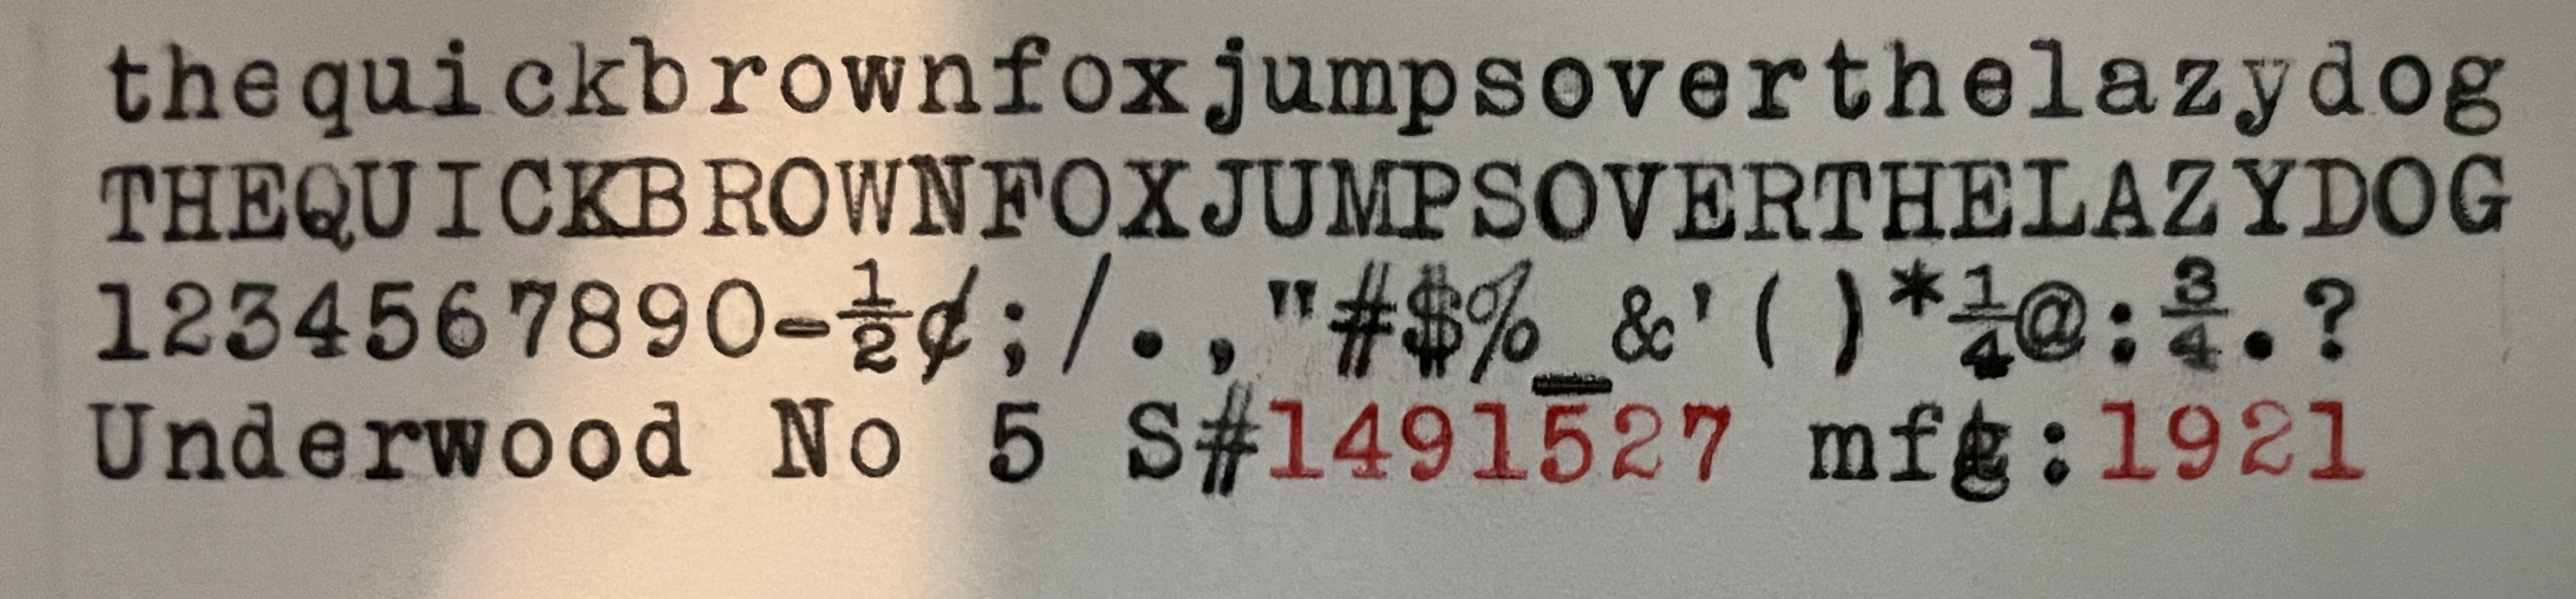 thequickbrownfoxjumpsoverthelazydog
THEQUICKBROWNFOXJUMPSOVERTHELAZYDOG
1234567890-½¢;/.,"#$%_&'()*¼@:¾.?
Underwood No 5 S#1491527 mfg:1921